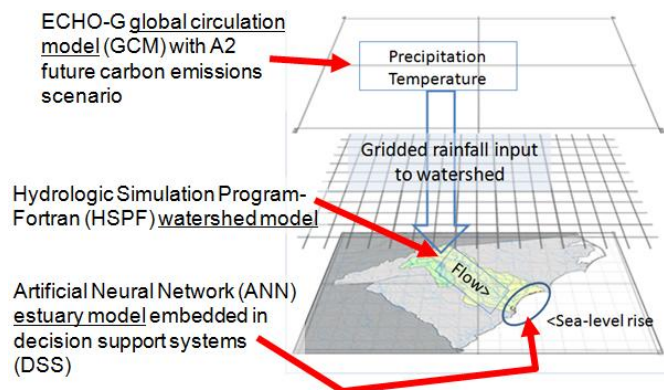 ECHO-G global circulation
model (GCM) with A2
future carbon emissions
scenario
Precipitation
Temperature
Gridded rainfall input
to watershed
Hydrologic Simulation Program-
Fortran (HSPF) watershed model
Flow>
Artificial Neural Network (ANN)
estuary model embedded in
decision support systems
(DSS)
<Sea-level rise